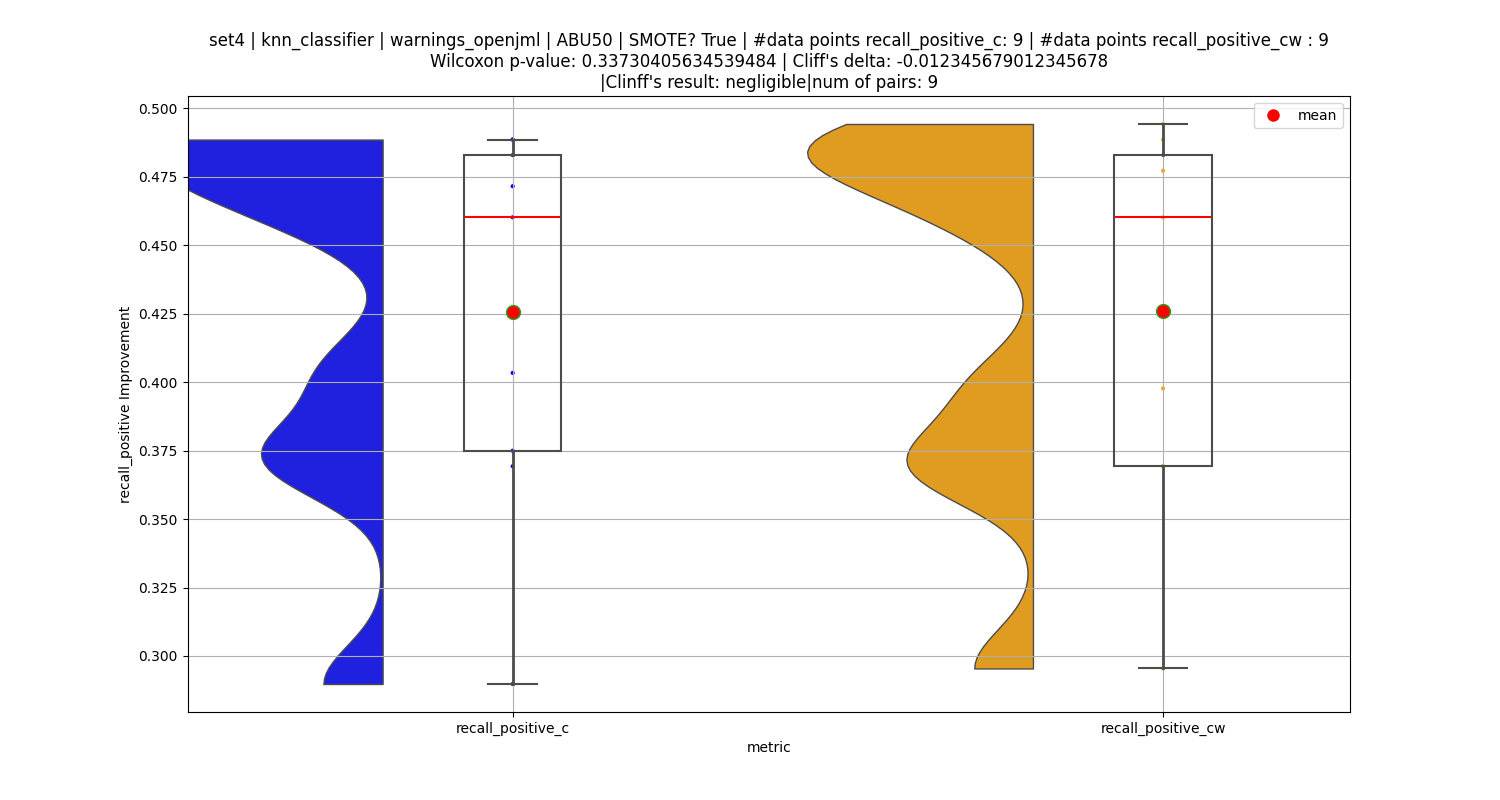 set4 | knn_classifier | warnings_openjml | ABU50 | SMOTE? True | #data points recall_positive_c: 9 | #data points recall_positive_cw : 9
Wilcoxon p-value: 0.33730405634539484 | Cliff's delta: -0.012345679012345678
|Clinff's result: negligible|num of pairs: 9
mean
0.500
0.475
0.450
0.425
0.400
0.375
0.350
0.325
0.300
recall_positive Improvement
recall_positive_c
recall_positive_cw
metric